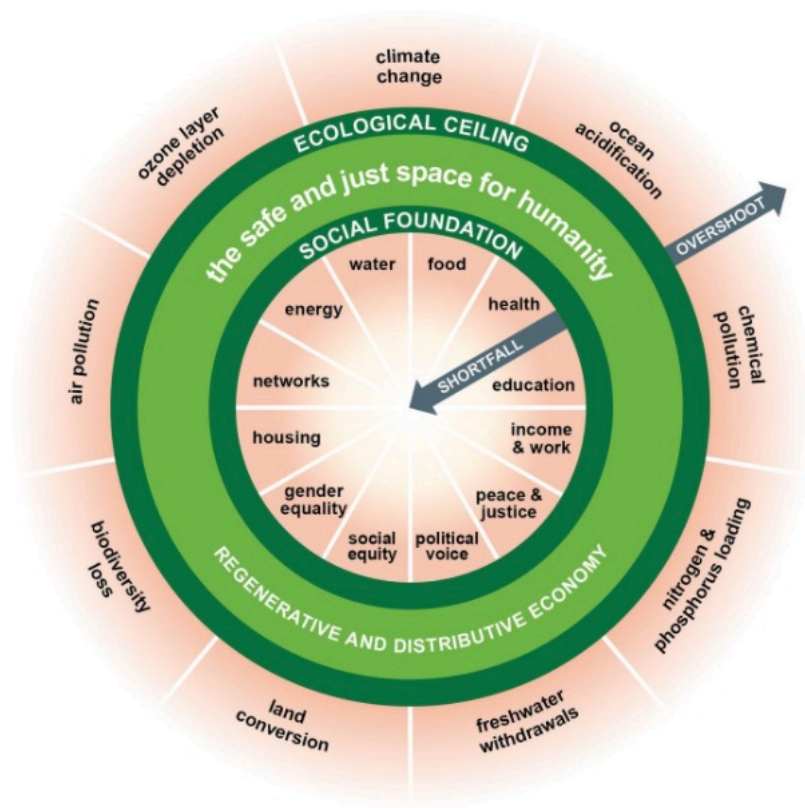 climate
change
ocean
acidification
OVERSHOOT
chemical
pollution
nitrogen &
phosphorus loading
freshwater
withdrawals
land
conversion
biodiversity
loss
air pollution
ozone layer
depletion
ECOLOGICAL CEILING
the safe and just space for humanity
SOCIAL FOUNDATION
water
food
health
SHORTFALL
education
income
& work
peace &
justice
political
voice
social
equity
gender
equality
housing
networks
energy
REGENERATIVE AND DISTRIBUTIVE ECONOMY